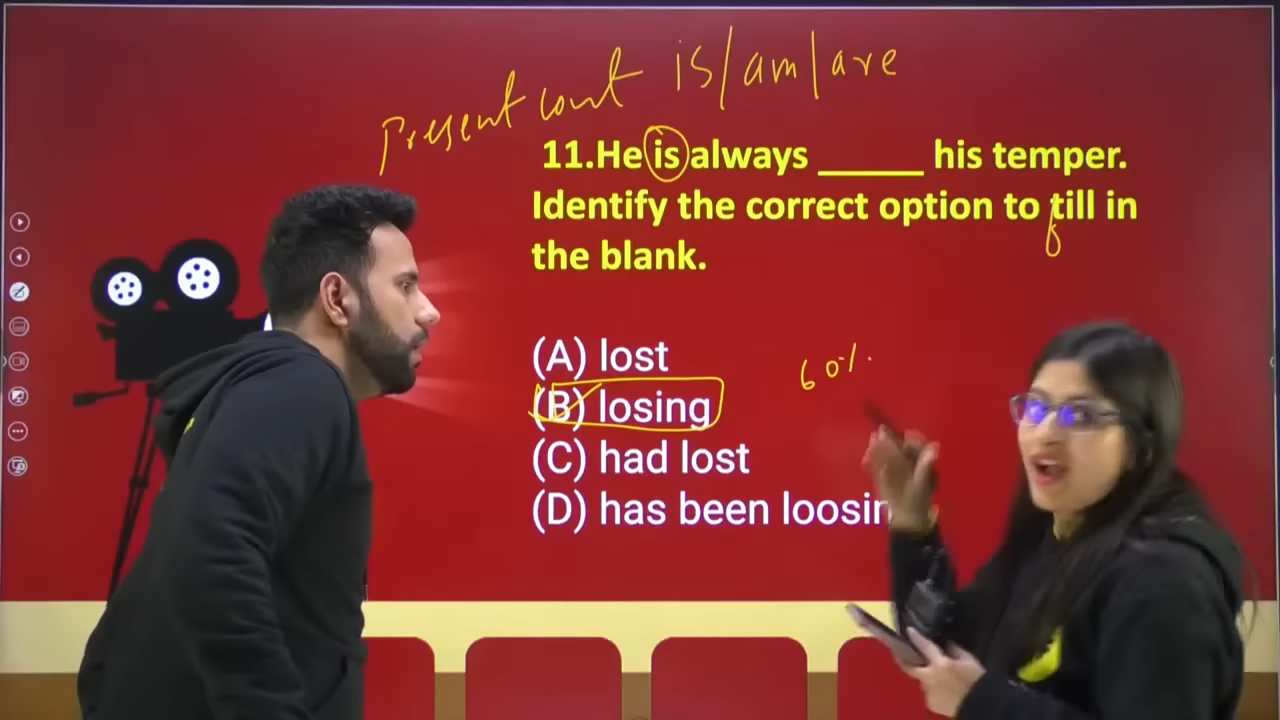 Present cont is/am/are
11.He is always _____ his temper.
Identify the correct option to till in
f
the blank.
(A) lost
60%.
(B) losing
(C) had lost
(D) has been loosin